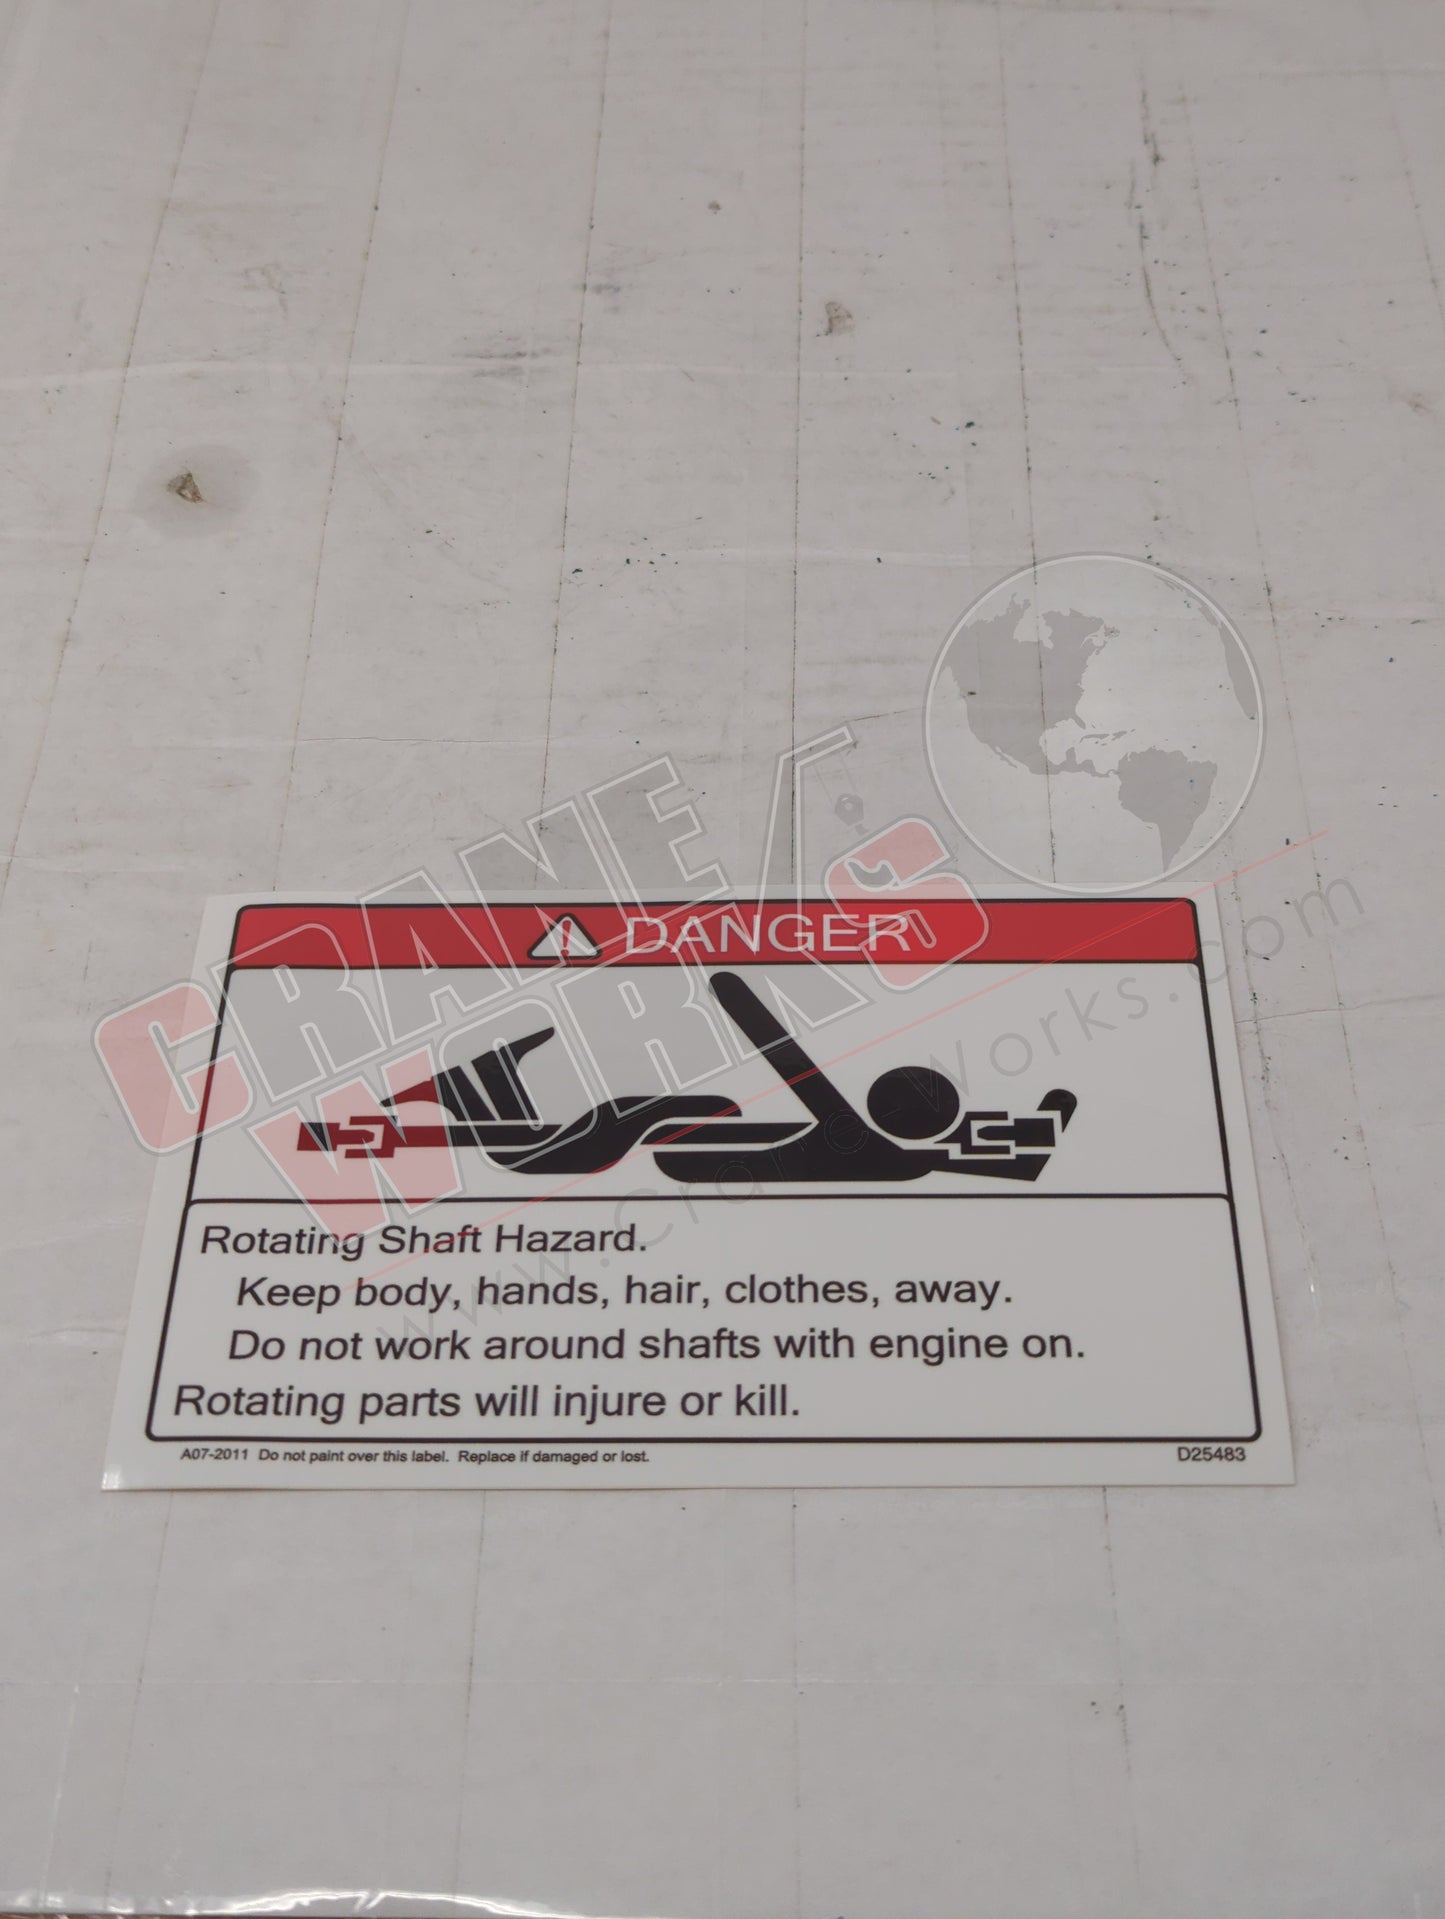 CRANE
WORKS
www.crane-works.com
DANGER
Rotating Shaft Hazard.
Keep body, hands, hair, clothes, away.
Do not work around shafts with engine on.
Rotating parts will injure or kill.
A07-2011 Do not paint over this label. Replace if damaged or lost.
D25483